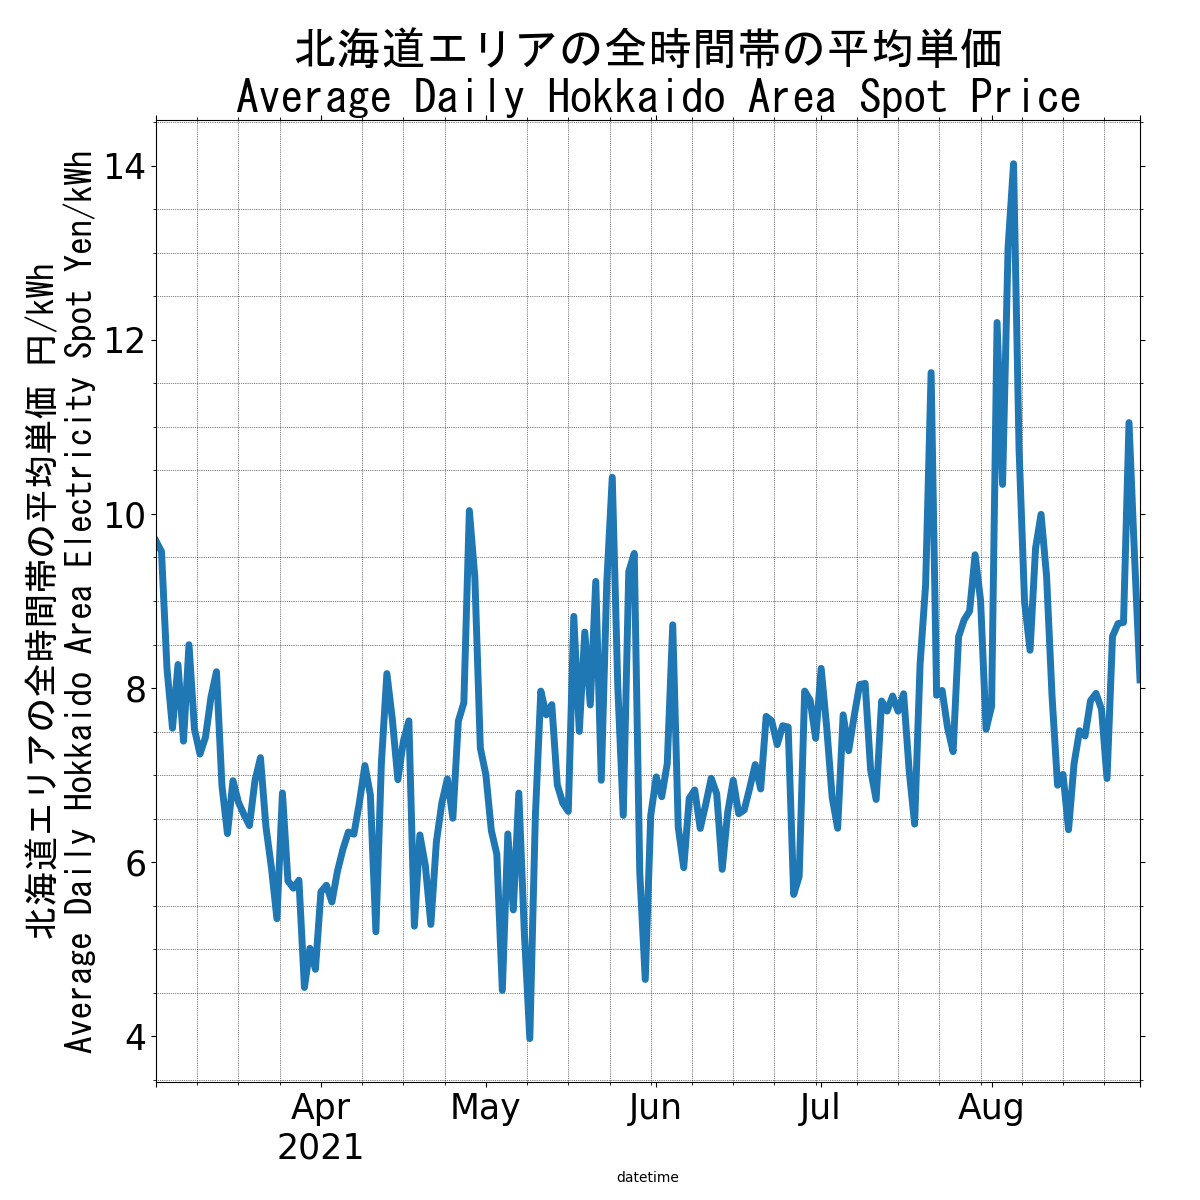 北海道エリアの全時間帯の平均単価
Average Daily Hokkaido Area Spot Price
北海道エリアの全時間帯の平均単価 円/kWh
Average Daily Hokkaido Area Electricity Spot Yen/kWh
14
12
10
8
6
4
Apr
2021
May
Jun
Jul
Aug
datetime